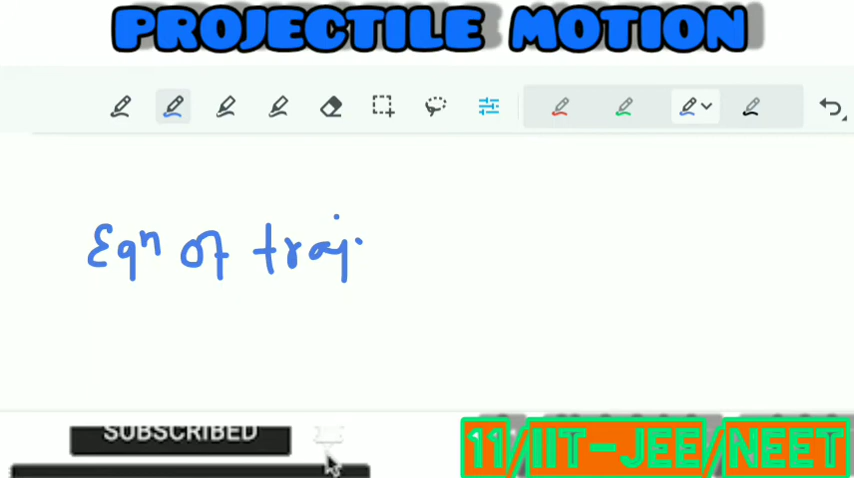 PROJECTILE MOTION
Eqn of traj
SUBSCRIBED
11/IIT-JEE/NEET